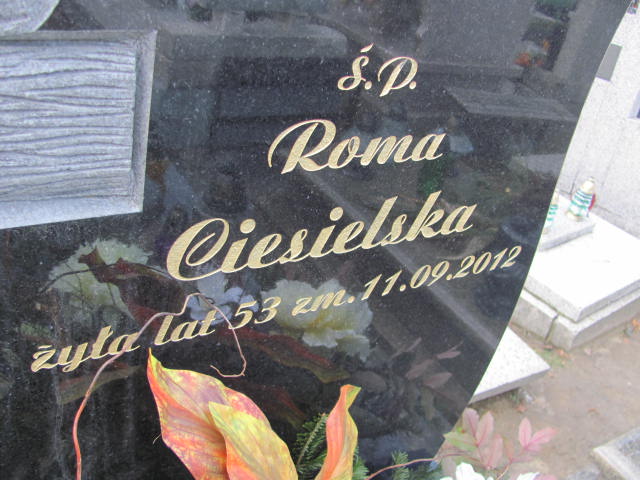 ś.p.
Roma
Ciesielska
żyła lat 53 zm. 11.09.2012